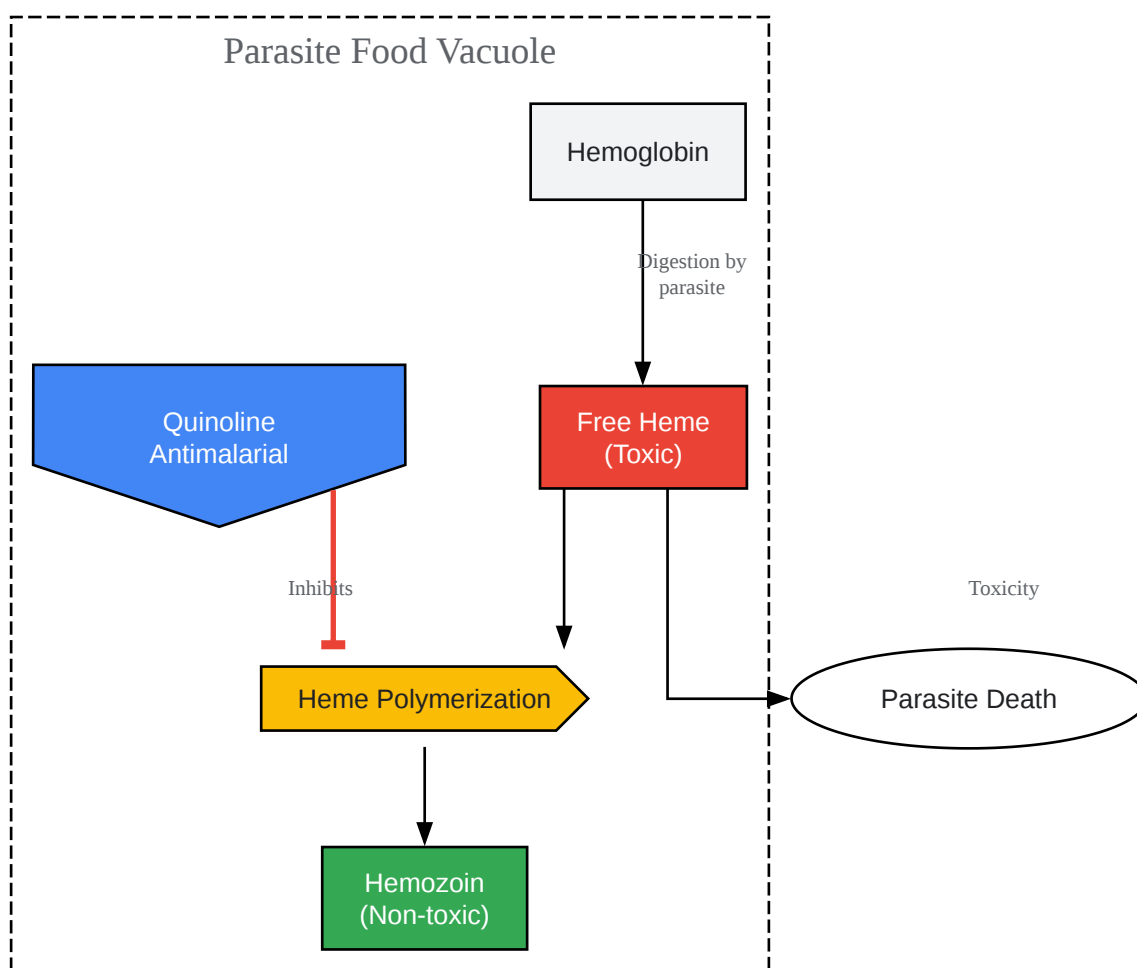 Parasite Food Vacuole
Hemoglobin
Digestion by
parasite
Quinoline
Antimalarial
Free Heme
(Toxic)
Inhibits
Toxicity
Heme Polymerization
Parasite Death
Hemozoin
(Non-toxic)